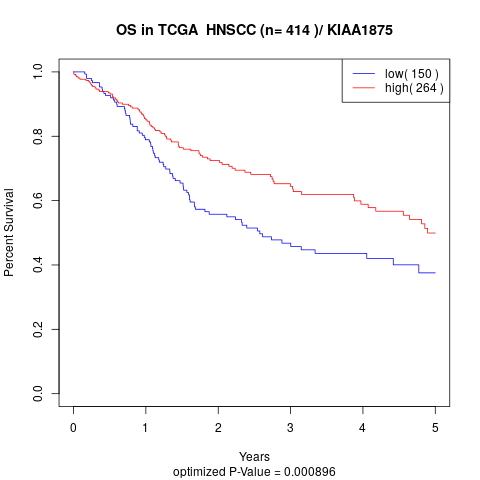 OS in TCGA  HNSCC (n= 414 )/ KIAA1875
low( 150 )
high( 264 )
Percent Survival
1.0
0.8
0.6
0.4
0.2
0.0
0 1 2 3 4 5
Years
optimized P-Value = 0.000896